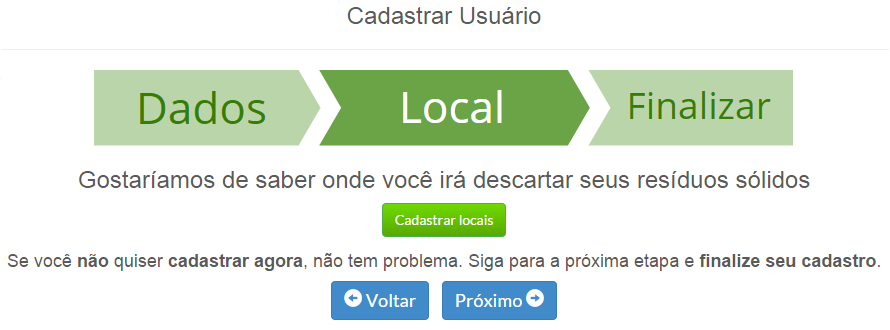 Cadastrar Usuário
Dados Local Finalizar
Gostaríamos de saber onde você irá descartar seus resíduos sólidos
Cadastrar locais
Se você não quiser cadastrar agora, não tem problema. Siga para a próxima etapa e finalize seu cadastro.
Voltar Próximo